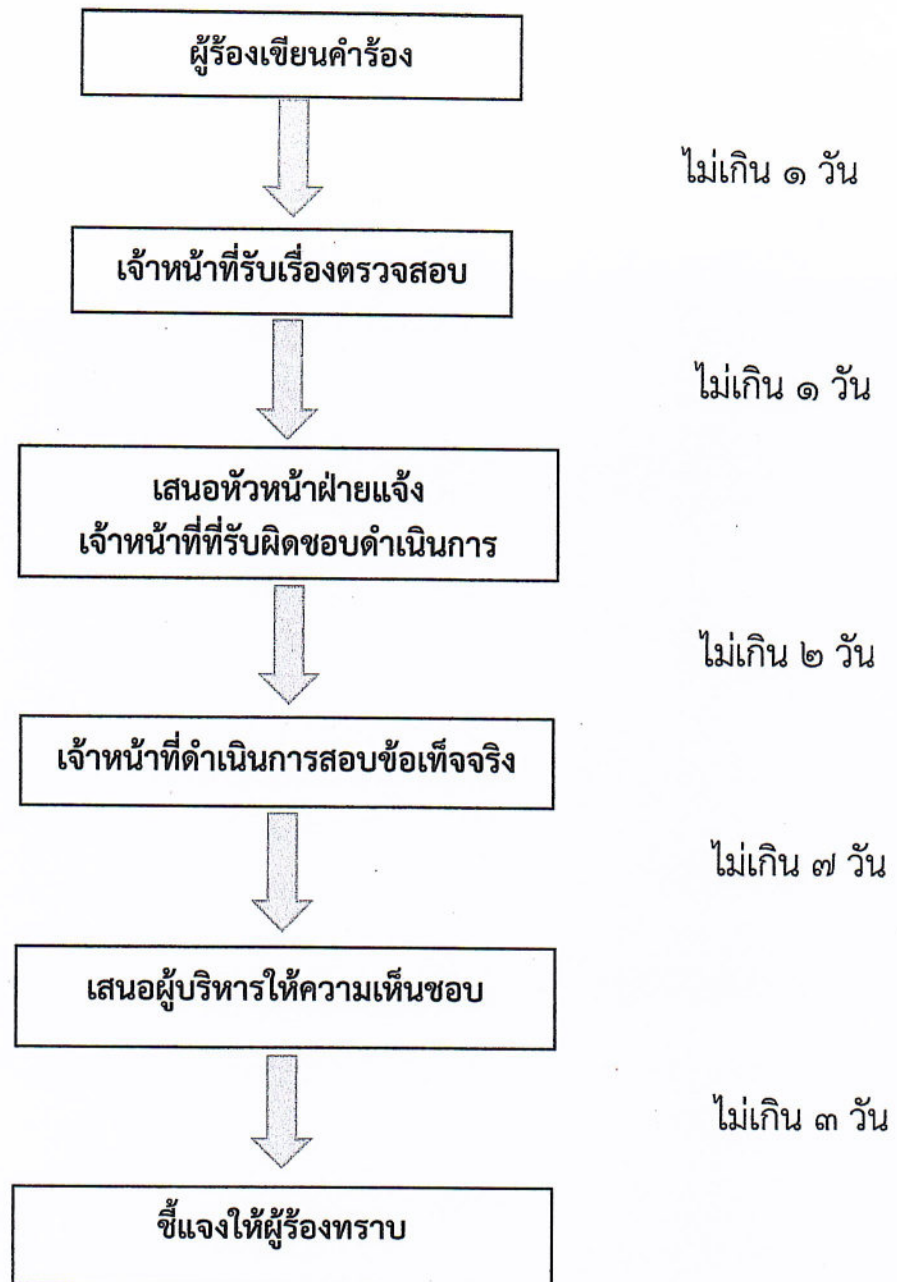 ผู้ร้องเขียนคำร้อง
ไม่เกิน ๑ วัน
เจ้าหน้าที่รับเรื่องตรวจสอบ
ไม่เกิน ๑ วัน
เสนอหัวหน้าฝ่ายแจ้ง
เจ้าหน้าที่ที่รับผิดชอบดำเนินการ
ไม่เกิน ๒ วัน
เจ้าหน้าที่ดำเนินการสอบข้อเท็จจริง
ไม่เกิน ๗ วัน
เสนอผู้บริหารให้ความเห็นชอบ
ไม่เกิน ๓ วัน
ชี้แจงให้ผู้ร้องทราบ